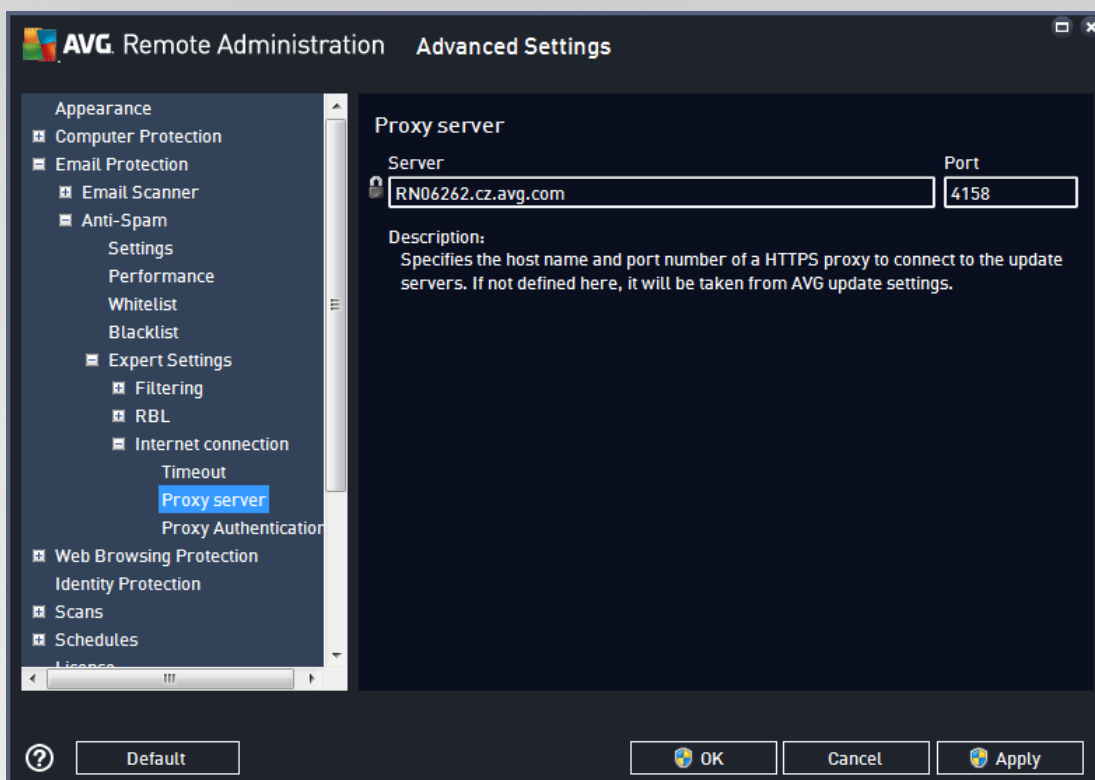 AVG. Remote Administration Advanced Settings
Appearance
Computer Protection
Email Protection
Email Scanner
Anti-Spam
Settings
Performance
Whitelist
Blacklist
Expert Settings
Filtering
RBL
Internet connection
Timeout
Proxy server
Proxy Authentication
Web Browsing Protection
Identity Protection
Scans
Schedules
License
Proxy server
Server Port
RN06262.cz.avg.com 4158
Description:
Specifies the host name and port number of a HTTPS proxy to connect to the update
servers. If not defined here, it will be taken from AVG update settings.
? Default OK Cancel Apply